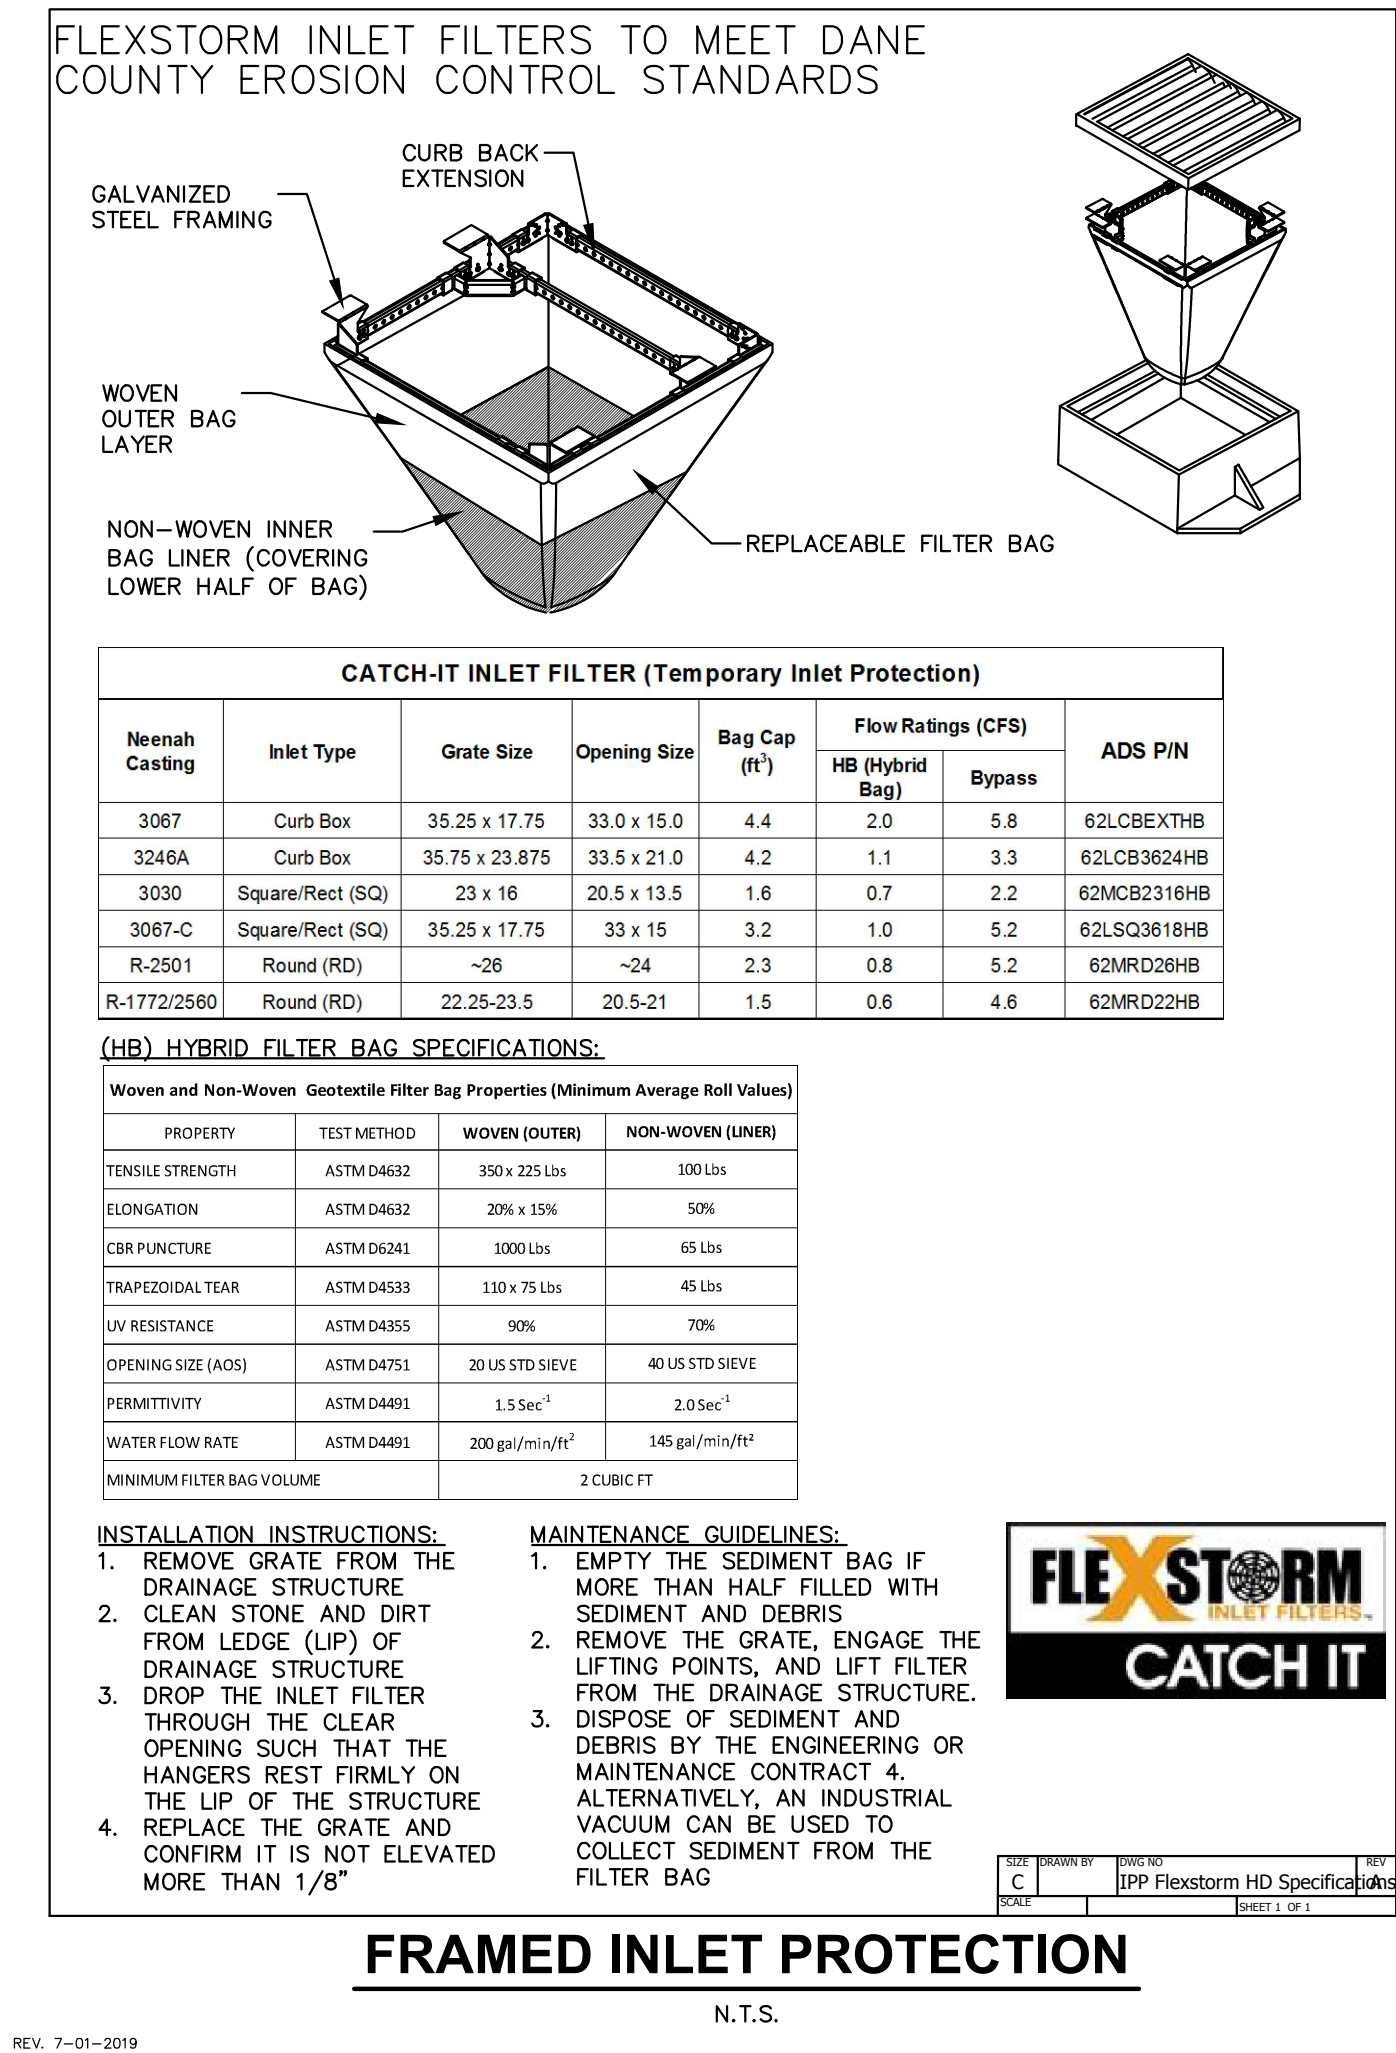 FLEXSTORM INLET FILTERS TO MEET DANE
COUNTY EROSION CONTROL STANDARDS
CURB BACK
EXTENSION
GALVANIZED
STEEL FRAMING
WOVEN
OUTER BAG
LAYER
NON-WOVEN INNER
BAG LINER (COVERING
LOWER HALF OF BAG)
REPLACEABLE FILTER BAG
CATCH-IT INLET FILTER (Temporary Inlet Protection)
Neenah Casting Inlet Type Grate Size Opening Size Bag Cap (ft³) Flow Ratings (CFS) ADS P/N
HB (Hybrid Bag) Bypass
3067 Curb Box 35.25 x 17.75 33.0 x 15.0 4.4 2.0 5.8 62LCBEXTHB
3246A Curb Box 35.75 x 23.875 33.5 x 21.0 4.2 1.1 3.3 62LCB3624HB
3030 Square/Rect (SQ) 23 x 16 20.5 x 13.5 1.6 0.7 2.2 62MCB2316HB
3067-C Square/Rect (SQ) 35.25 x 17.75 33 x 15 3.2 1.0 5.2 62LSQ3618HB
R-2501 Round (RD) ~26 ~24 2.3 0.8 5.2 62MRD26HB
R-1772/2560 Round (RD) 22.25-23.5 20.5-21 1.5 0.6 4.6 62MRD22HB
(HB) HYBRID FILTER BAG SPECIFICATIONS:
Woven and Non-Woven Geotextile Filter Bag Properties (Minimum Average Roll Values)
PROPERTY TEST METHOD WOVEN (OUTER) NON-WOVEN (LINER)
TENSILE STRENGTH ASTM D4632 350 x 225 Lbs 100 Lbs
ELONGATION ASTM D4632 20% x 15% 50%
CBR PUNCTURE ASTM D6241 1000 Lbs 65 Lbs
TRAPEZOIDAL TEAR ASTM D4533 110 x 75 Lbs 45 Lbs
UV RESISTANCE ASTM D4355 90% 70%
OPENING SIZE (AOS) ASTM D4751 20 US STD SIEVE 40 US STD SIEVE
PERMITTIVITY ASTM D4491 1.5 Sec⁻¹ 2.0 Sec⁻¹
WATER FLOW RATE ASTM D4491 200 gal/min/ft² 145 gal/min/ft²
MINIMUM FILTER BAG VOLUME 2 CUBIC FT
INSTALLATION INSTRUCTIONS:
1. REMOVE GRATE FROM THE
DRAINAGE STRUCTURE
2. CLEAN STONE AND DIRT
FROM LEDGE (LIP) OF
DRAINAGE STRUCTURE
3. DROP THE INLET FILTER
THROUGH THE CLEAR
OPENING SUCH THAT THE
HANGERS REST FIRMLY ON
THE LIP OF THE STRUCTURE
4. REPLACE THE GRATE AND
CONFIRM IT IS NOT ELEVATED
MORE THAN 1/8"
MAINTENANCE GUIDELINES:
1. EMPTY THE SEDIMENT BAG IF
MORE THAN HALF FILLED WITH
SEDIMENT AND DEBRIS
2. REMOVE THE GRATE, ENGAGE THE
LIFTING POINTS, AND LIFT FILTER
FROM THE DRAINAGE STRUCTURE.
3. DISPOSE OF SEDIMENT AND
DEBRIS BY THE ENGINEERING OR
MAINTENANCE CONTRACT 4.
ALTERNATIVELY, AN INDUSTRIAL
VACUUM CAN BE USED TO
COLLECT SEDIMENT FROM THE
FILTER BAG
FLEXSTORM
INLET FILTERS
CATCH IT
SIZE DRAWN BY DWG NO REV
C IPP Flexstorm HD Specifications A
SCALE SHEET 1 OF 1
FRAMED INLET PROTECTION
N.T.S.
REV. 7-01-2019